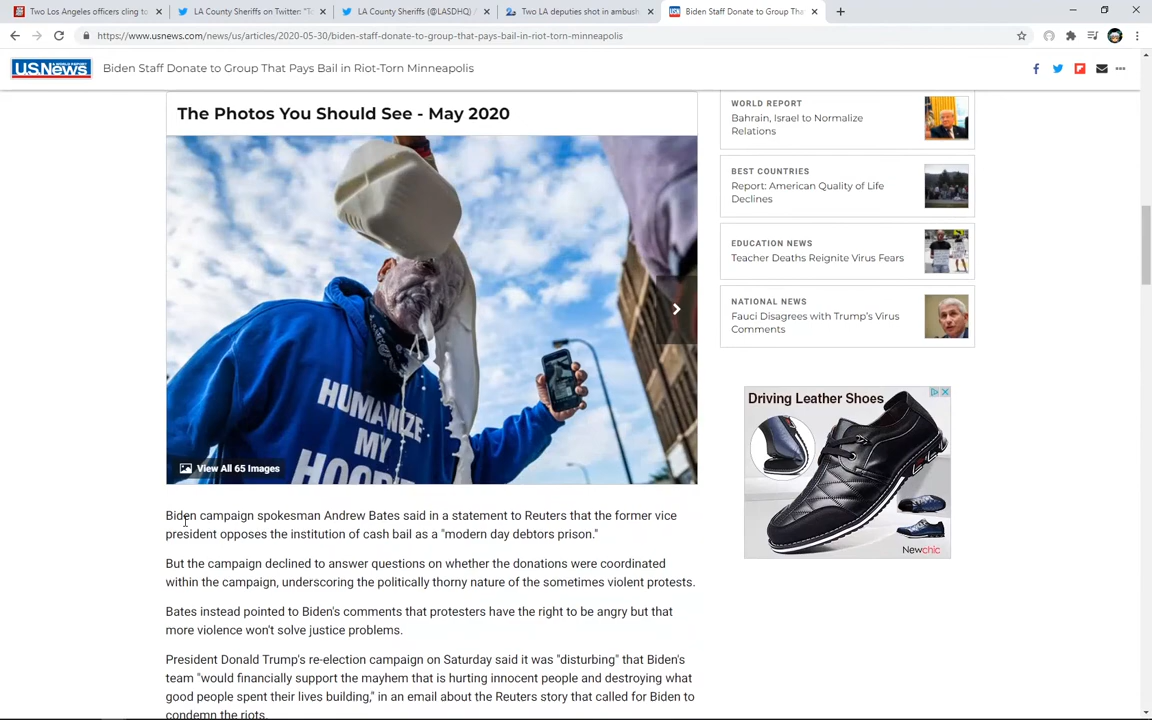 Two Los Angeles officers cling to
LA County Sheriffs on Twitter: "To
LA County Sheriffs (@LASDHQ) /
Two LA deputies shot in ambush
Biden Staff Donate to Group Tha
https://www.usnews.com/news/us/articles/2020-05-30/biden-staff-donate-to-group-that-pays-bail-in-riot-torn-minneapolis
U.S.News
Biden Staff Donate to Group That Pays Bail in Riot-Torn Minneapolis
The Photos You Should See - May 2020
HUMANIZE
MY
HOODIE
View All 65 Images
Biden campaign spokesman Andrew Bates said in a statement to Reuters that the former vice
president opposes the institution of cash bail as a "modern day debtors prison."
But the campaign declined to answer questions on whether the donations were coordinated
within the campaign, underscoring the politically thorny nature of the sometimes violent protests.
Bates instead pointed to Biden's comments that protesters have the right to be angry but that
more violence won't solve justice problems.
President Donald Trump's re-election campaign on Saturday said it was "disturbing" that Biden's
team "would financially support the mayhem that is hurting innocent people and destroying what
good people spent their lives building," in an email about the Reuters story that called for Biden to
condemn the riots.
WORLD REPORT
Bahrain, Israel to Normalize
Relations
BEST COUNTRIES
Report: American Quality of Life
Declines
EDUCATION NEWS
Teacher Deaths Reignite Virus Fears
NATIONAL NEWS
Fauci Disagrees with Trump's Virus
Comments
Driving Leather Shoes
Newchic